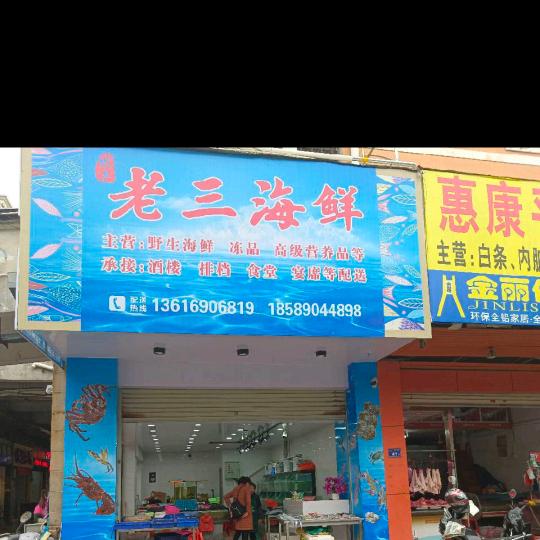 老三海鲜
主营:野生海鲜 冻品 高级营养品等
承接:酒楼 排档 食堂 宴席等配送
配送热线 13616906819 18589044898
惠康
主营:白条、内
金丽
JINLIS
环保全铝家居·全